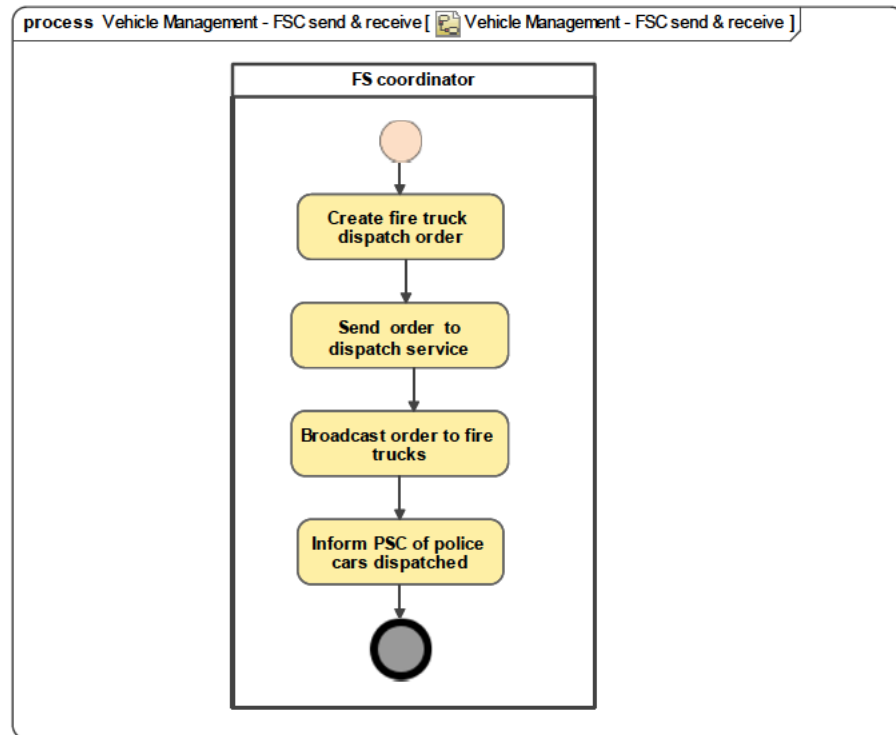 process Vehicle Management - FSC send & receive [ Vehicle Management - FSC send & receive ]
FS coordinator
Create fire truck
dispatch order
Send order to
dispatch service
Broadcast order to fire
trucks
Inform PSC of police
cars dispatched